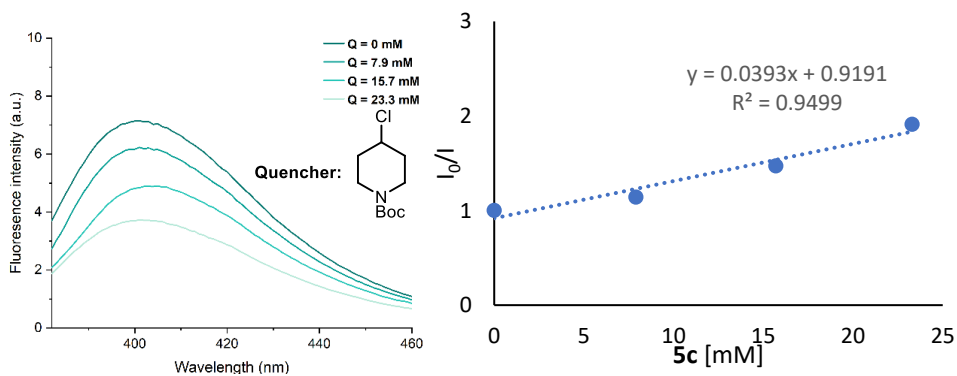 10
8
6
4
2
0
Fluoresence intensity (a.u.)
400
420
440
460
Wavelength (nm)
Q = 0 mM
Q = 7.9 mM
Q = 15.7 mM
Q = 23.3 mM
Quencher:
Cl
N
Boc
3
2
1
0
I₀/I
y = 0.0393x + 0.9191
R² = 0.9499
0
5
10
15
20
25
5c [mM]